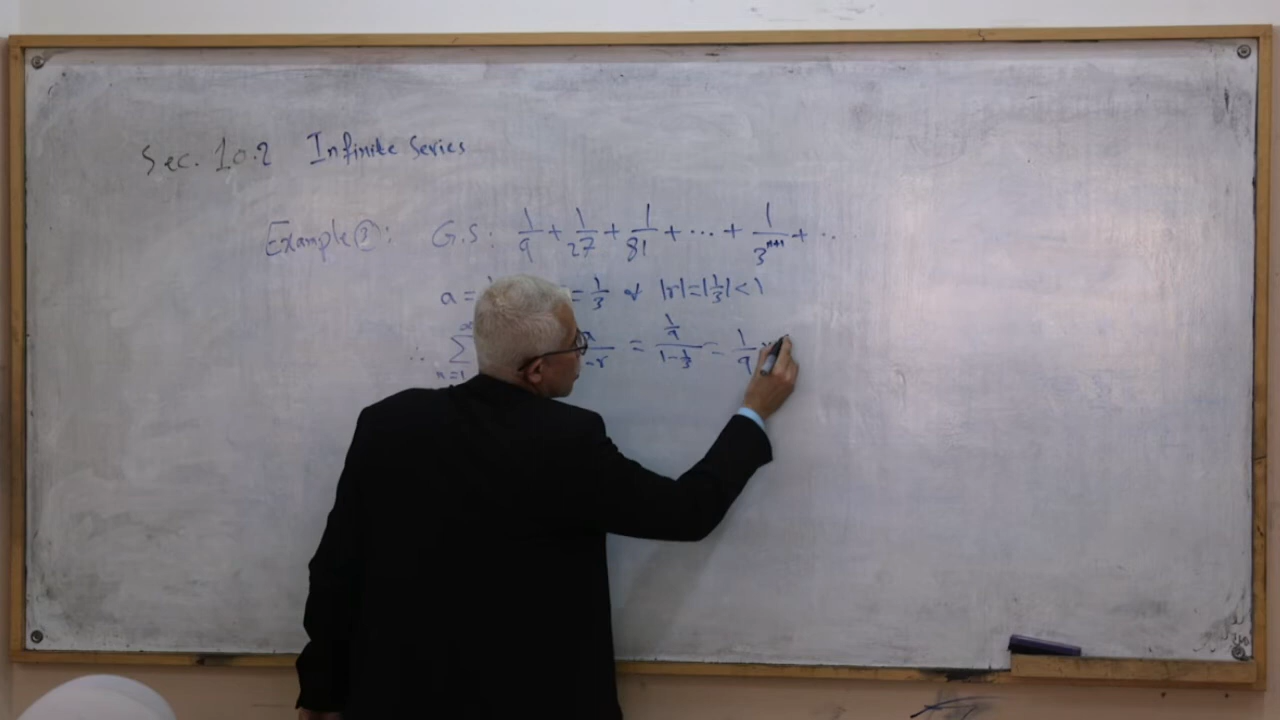 Sec. 10.2 Infinite Series
Example ③: G.S: 1/9 + 1/27 + 1/81 + ... + 1/3^(n+1) + ...
a = = 1/3 & |r| = |1/3| < 1
∴ ∑ n=1 ∞ a/-r = (1/9)/(1 - 1/3) = 1/9 ×